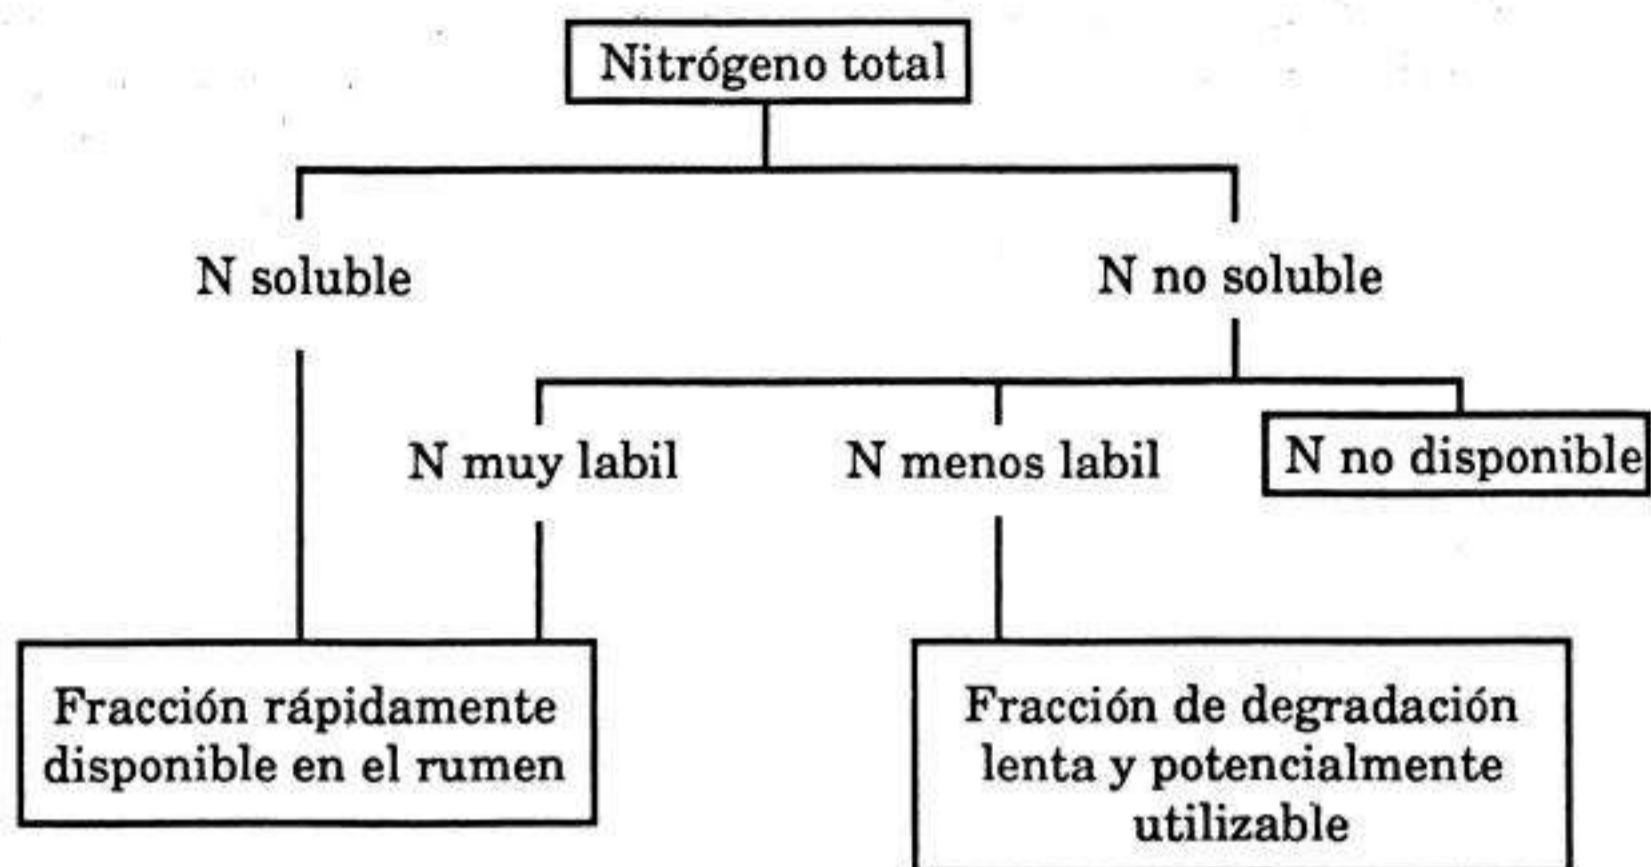 Nitrógeno total
N soluble
N no soluble
N muy labil
N menos labil
N no disponible
Fracción rápidamente
disponible en el rumen
Fracción de degradación
lenta y potencialmente
utilizable